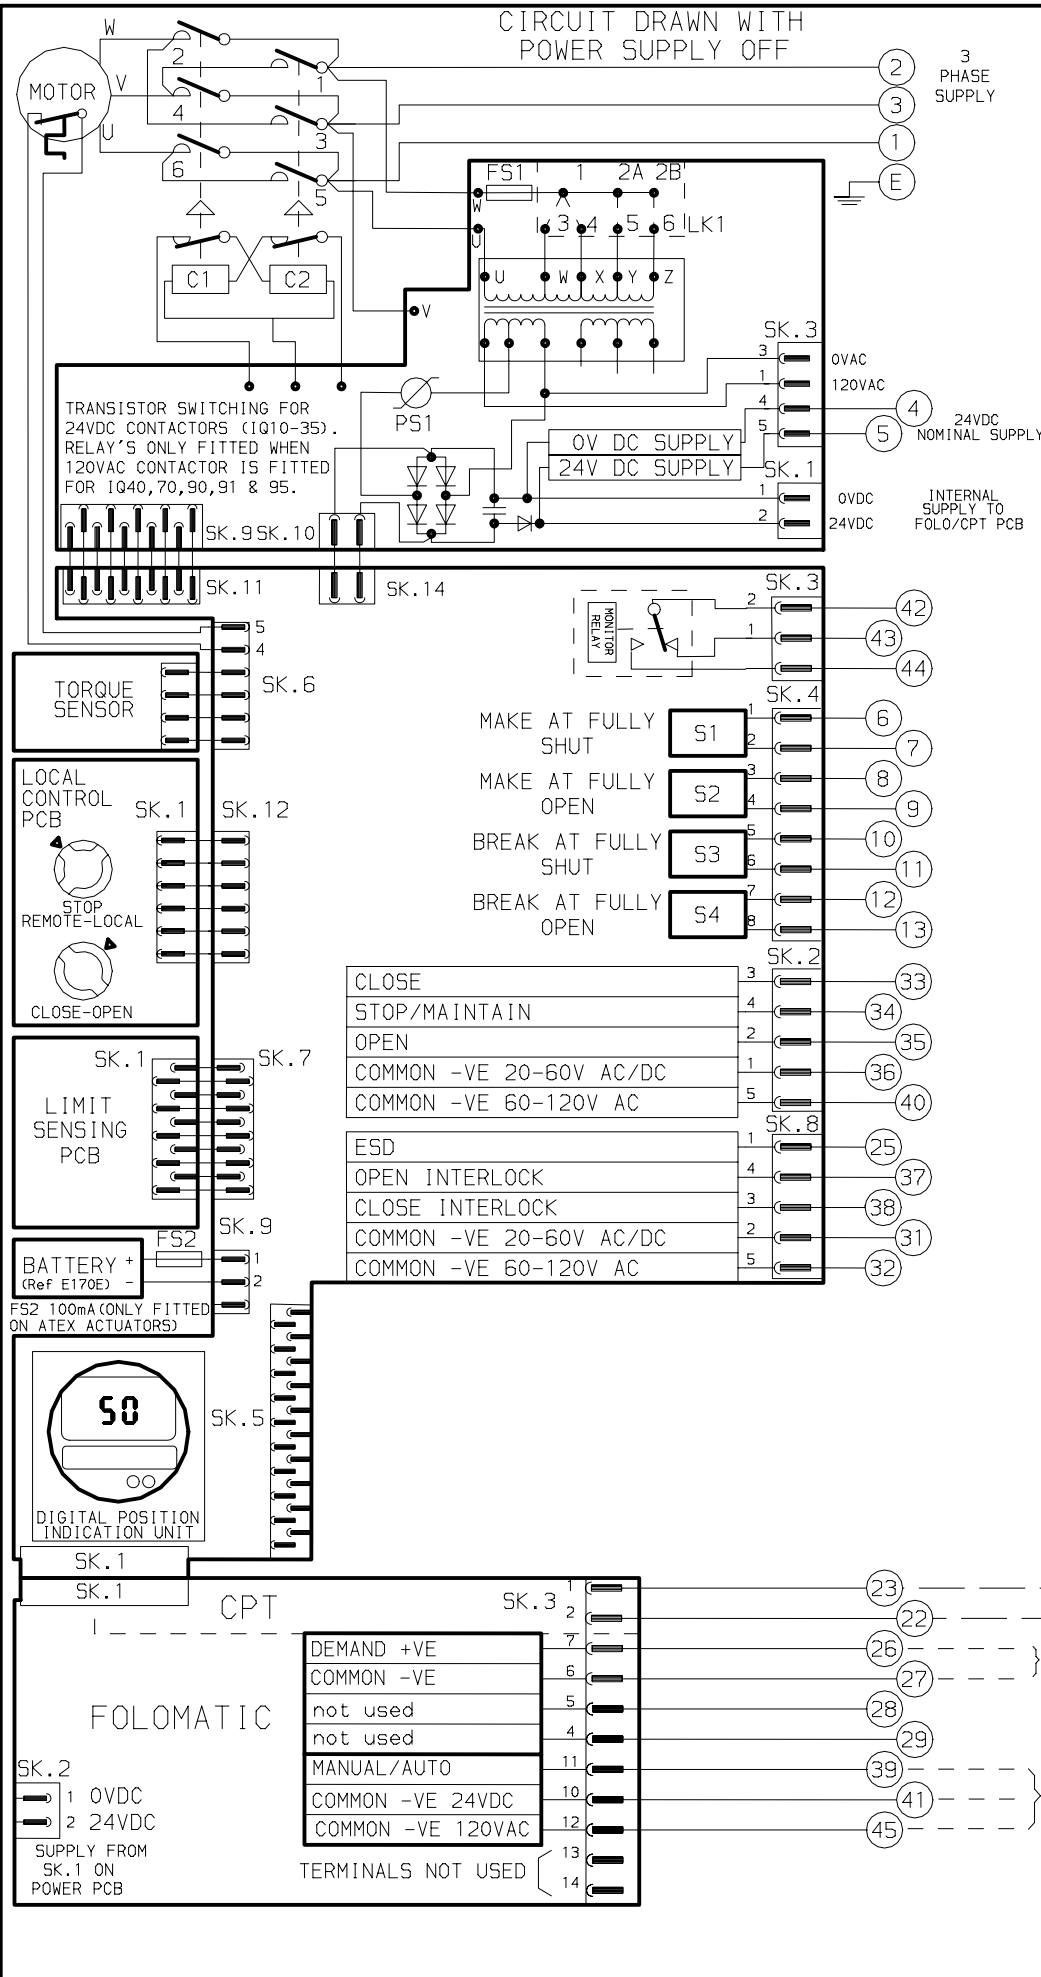 CIRCUIT DRAWN WITH
POWER SUPPLY OFF
W
V
U
MOTOR
2
4
6
1
3
5
2
3
1
E
3
PHASE
SUPPLY
C1
C2
FS1
1
2A
2B
3
4
5
6
LK1
W
U
V
U
W
X
Y
Z
PS1
TRANSISTOR SWITCHING FOR
24VDC CONTACTORS (IQ10-35).
RELAY'S ONLY FITTED WHEN
120VAC CONTACTOR IS FITTED
FOR IQ40,70,90,91 & 95.
SK.3
3 0VAC
1 120VAC
4
5
4
5
24VDC
NOMINAL SUPPLY
0V DC SUPPLY
24V DC SUPPLY
SK.1
1 0VDC
2 24VDC
INTERNAL
SUPPLY TO
FOLO/CPT PCB
SK.9
SK.10
SK.11
SK.14
MONITOR
RELAY
SK.3
2 42
1 43
44
5
4
SK.6
TORQUE
SENSOR
SK.4
MAKE AT FULLY
SHUT
S1
1 6
2 7
MAKE AT FULLY
OPEN
S2
3 8
4 9
BREAK AT FULLY
SHUT
S3
5 10
6 11
BREAK AT FULLY
OPEN
S4
7 12
8 13
LOCAL
CONTROL
PCB
SK.1
SK.12
STOP
REMOTE-LOCAL
CLOSE-OPEN
SK.2
CLOSE 3 33
STOP/MAINTAIN 4 34
OPEN 2 35
COMMON -VE 20-60V AC/DC 1 36
COMMON -VE 60-120V AC 5 40
SK.8
ESD 1 25
OPEN INTERLOCK 4 37
CLOSE INTERLOCK 3 38
COMMON -VE 20-60V AC/DC 2 31
COMMON -VE 60-120V AC 5 32
SK.1
SK.7
LIMIT
SENSING
PCB
SK.9
FS2
BATTERY + 1
(Ref E170E) - 2
FS2 100mA(ONLY FITTED
ON ATEX ACTUATORS)
50
SK.5
DIGITAL POSITION
INDICATION UNIT
SK.1
SK.1
CPT
SK.3
1 23
2 22
DEMAND +VE 7 26
COMMON -VE 6 27
not used 5 28
not used 4 29
MANUAL/AUTO 11 39
COMMON -VE 24VDC 10 41
COMMON -VE 120VAC 12 45
TERMINALS NOT USED
13
14
FOLOMATIC
SK.2
1 0VDC
2 24VDC
SUPPLY FROM
SK.1 ON
POWER PCB